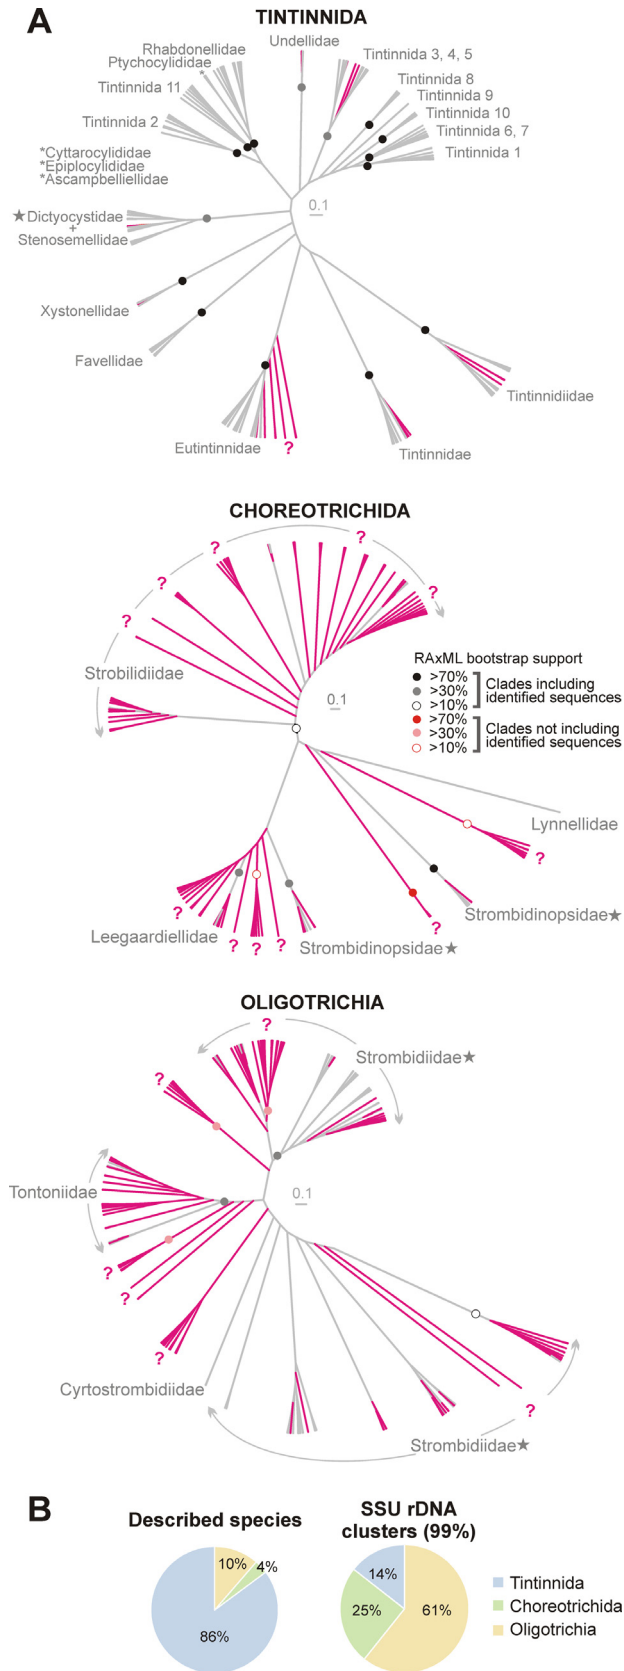 A
TINTINNIDA
Undellidae
Rhabdonellidae
Ptychocylididae
*
Tintinnida 11
Tintinnida 2
*Cyttarocylididae
*Epiplocylididae
*Ascampbelliellidae
Tintinnida 3, 4, 5
Tintinnida 8
Tintinnida 9
Tintinnida 10
Tintinnida 6, 7
Tintinnida 1
0.1
★Dictyocystidae
+
Stenosemellidae
Xystonellidae
Favellidae
Eutintinnidae
?
Tintinnidae
Tintinnidiidae
CHOREOTRICHIDA
?
?
?
?
?
Strobilidiidae
0.1
RAxML bootstrap support
>70%
>30%
>10%
Clades including
identified sequences
>70%
>30%
>10%
Clades not including
identified sequences
Lynnellidae
?
Strombidinopsidae★
?
?
Leegaardiellidae
? ? ?
Strombidinopsidae★
OLIGOTRICHIA
?
Strombidiidae★
?
Tontoniidae
0.1
?
?
?
Cyrtostrombidiidae
?
Strombidiidae★
B
Described species
10%
4%
86%
SSU rDNA
clusters (99%)
14%
25%
61%
Tintinnida
Choreotrichida
Oligotrichia